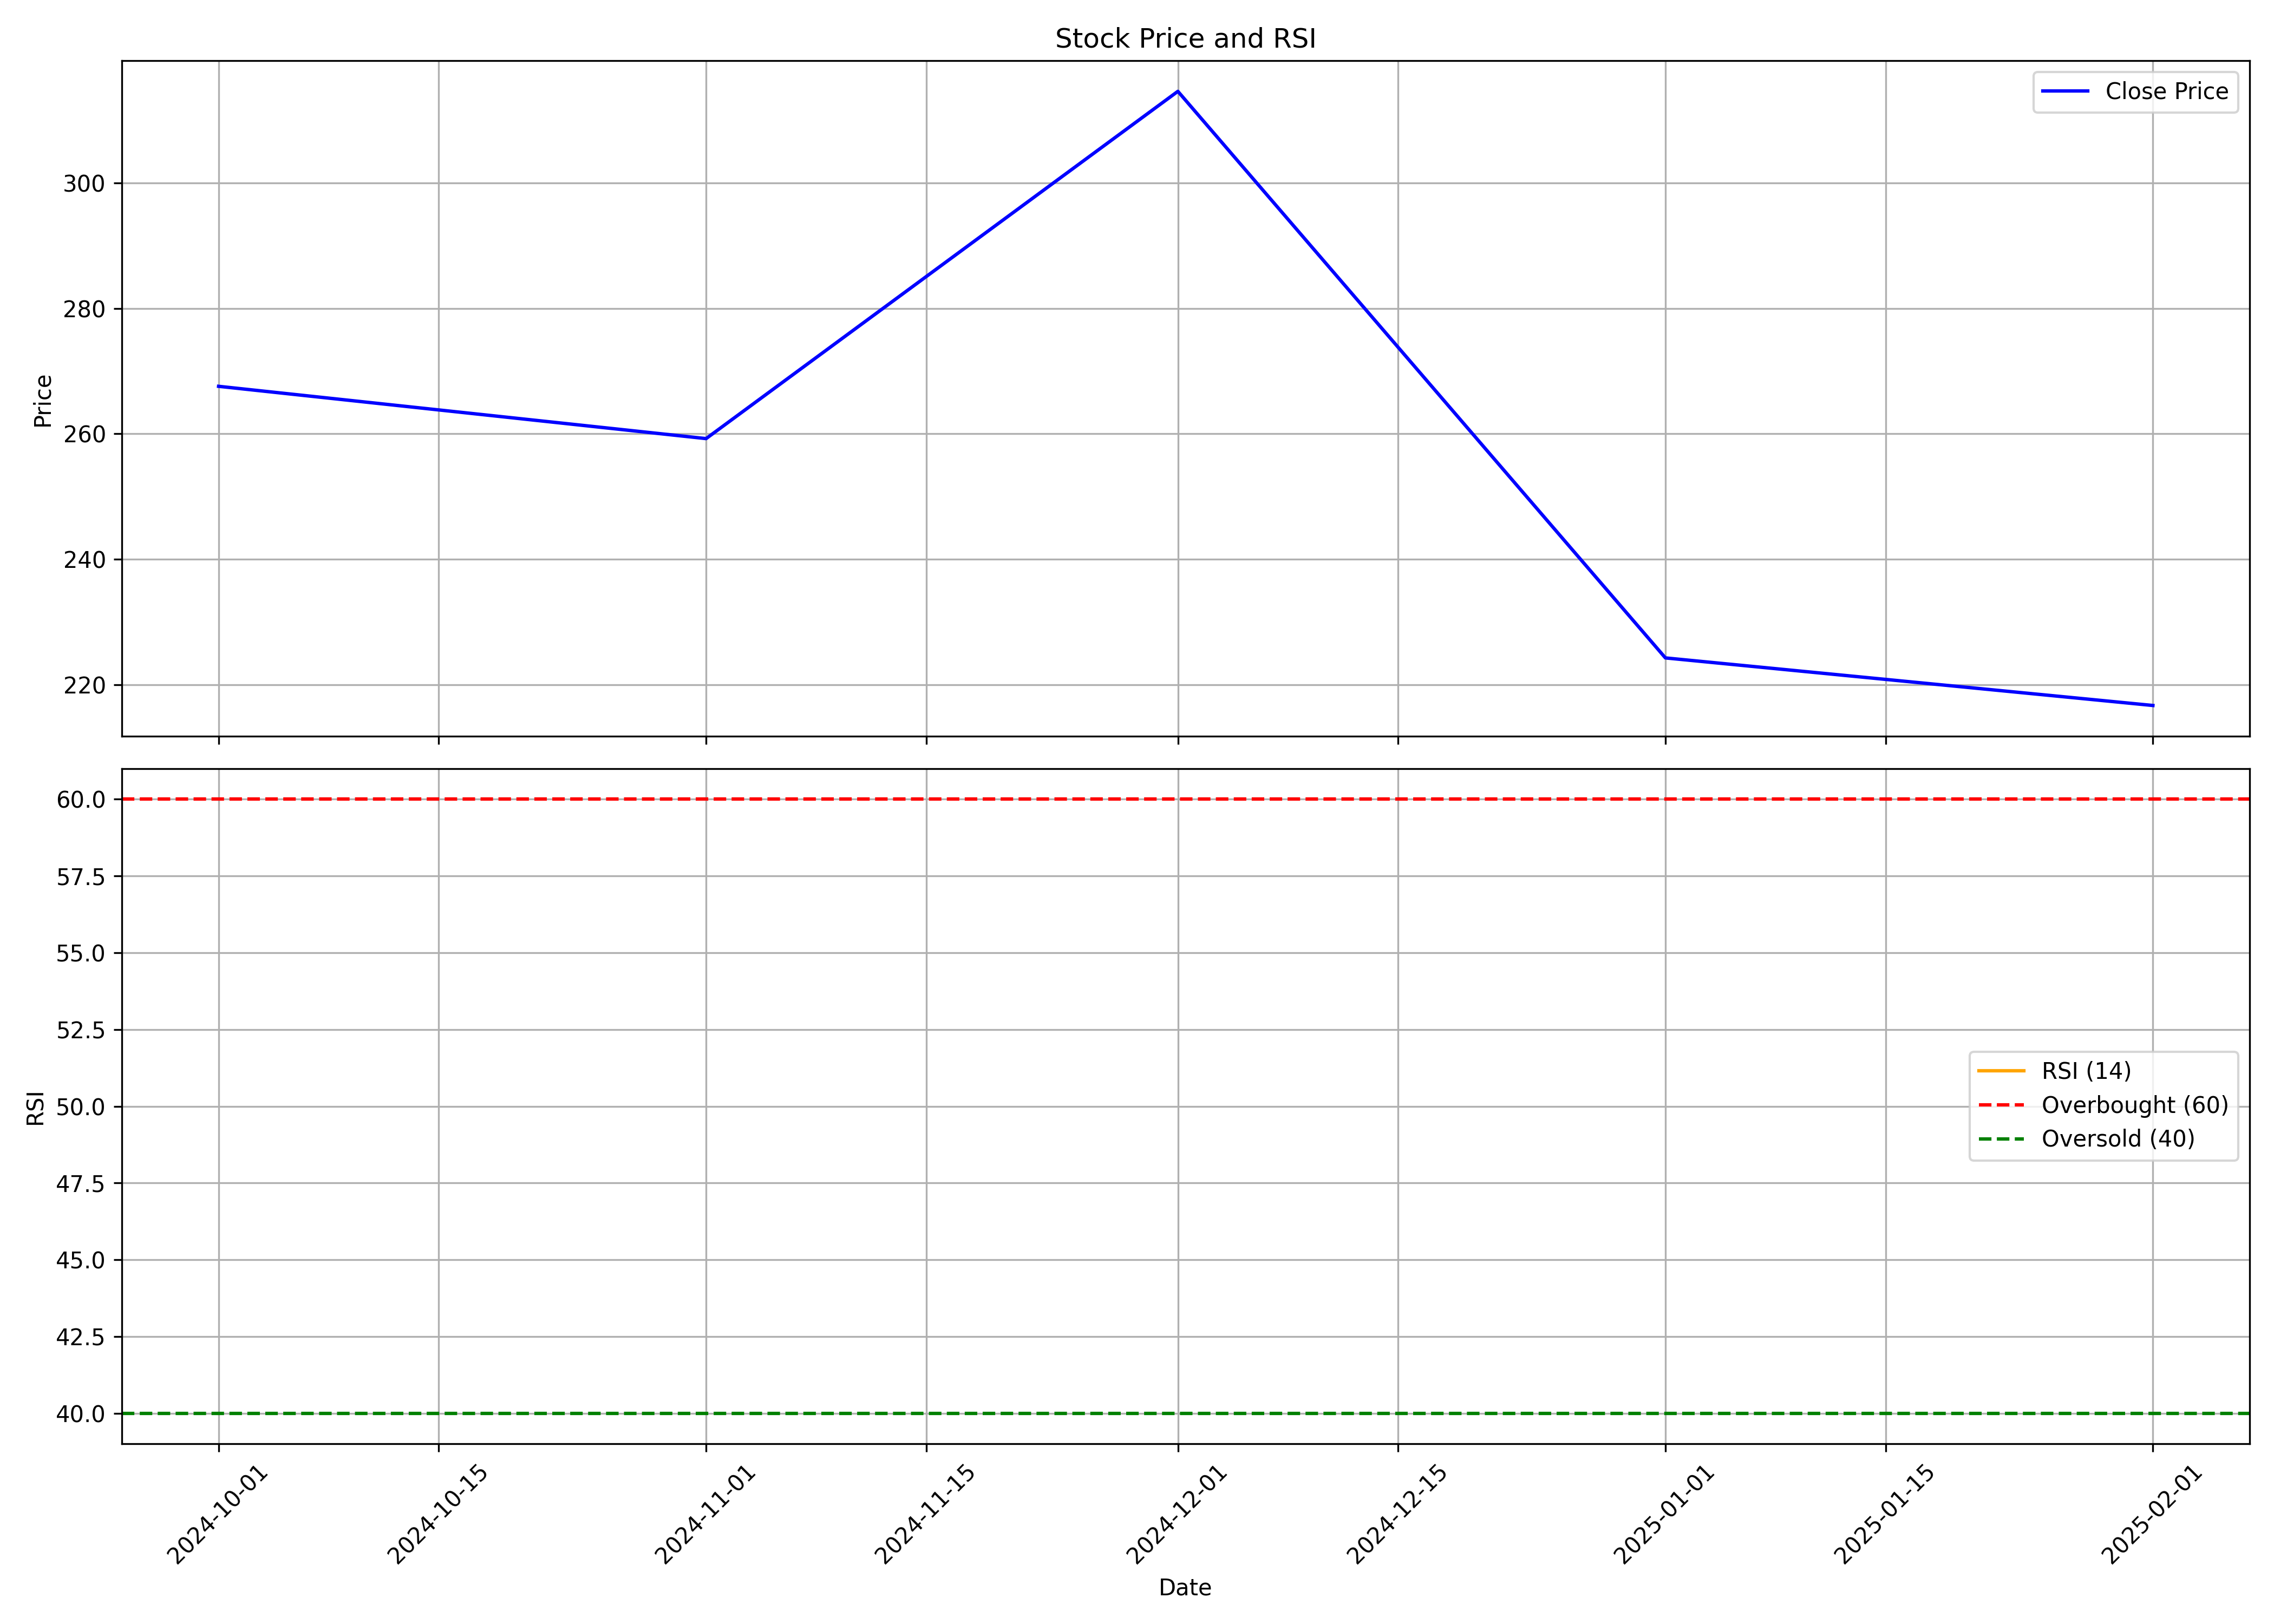 Stock Price and RSI
Close Price
Price
300
280
260
240
220
60.0
57.5
55.0
52.5
50.0
47.5
45.0
42.5
40.0
RSI
RSI (14)
Overbought (60)
Oversold (40)
2024-10-01
2024-10-15
2024-11-01
2024-11-15
2024-12-01
2024-12-15
2025-01-01
2025-01-15
2025-02-01
Date